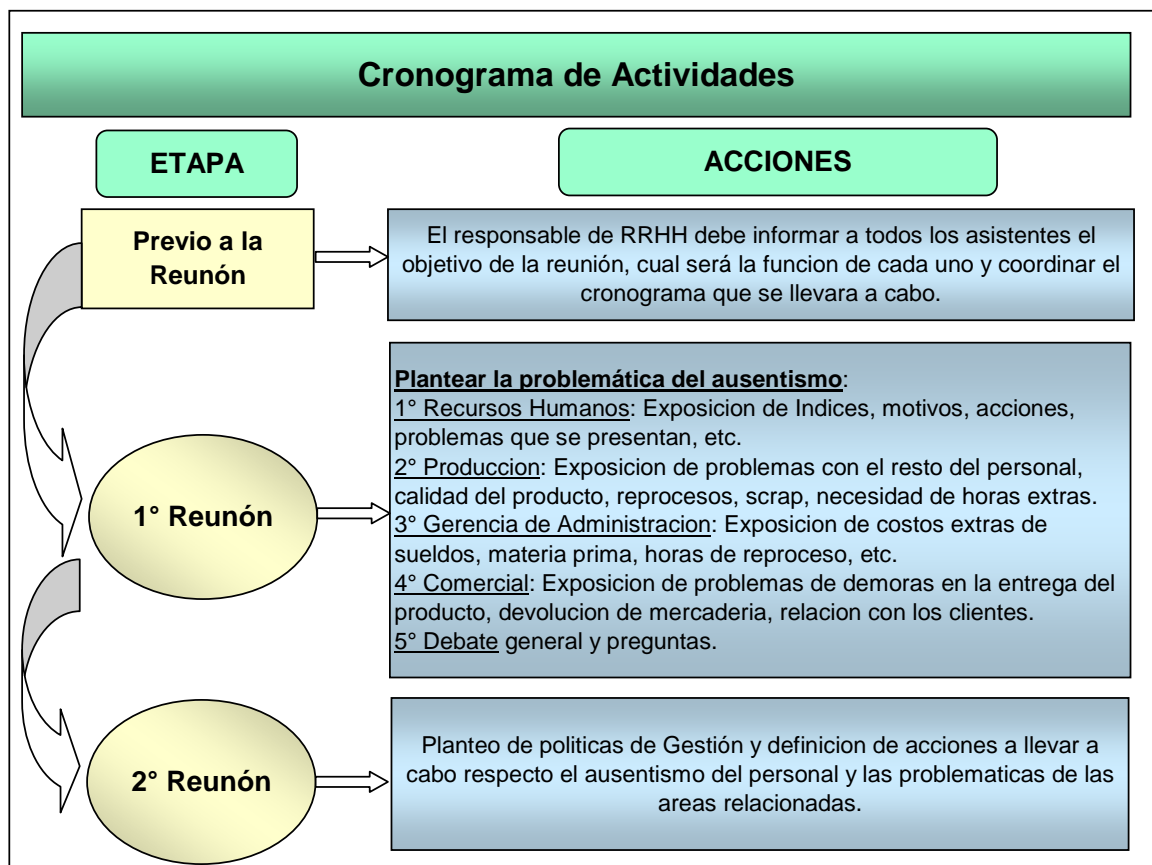 Cronograma de Actividades
ETAPA
ACCIONES
Previo a la
Reunón
El responsable de RRHH debe informar a todos los asistentes el
objetivo de la reunión, cual será la funcion de cada uno y coordinar el
cronograma que se llevara a cabo.
1° Reunón
Plantear la problemática del ausentismo:
1° Recursos Humanos: Exposicion de Indices, motivos, acciones,
problemas que se presentan, etc.
2° Produccion: Exposicion de problemas con el resto del personal,
calidad del producto, reprocesos, scrap, necesidad de horas extras.
3° Gerencia de Administracion: Exposicion de costos extras de
sueldos, materia prima, horas de reproceso, etc.
4° Comercial: Exposicion de problemas de demoras en la entrega del
producto, devolucion de mercaderia, relacion con los clientes.
5° Debate general y preguntas.
2° Reunón
Planteo de politicas de Gestión y definicion de acciones a llevar a
cabo respecto el ausentismo del personal y las problematicas de las
areas relacionadas.